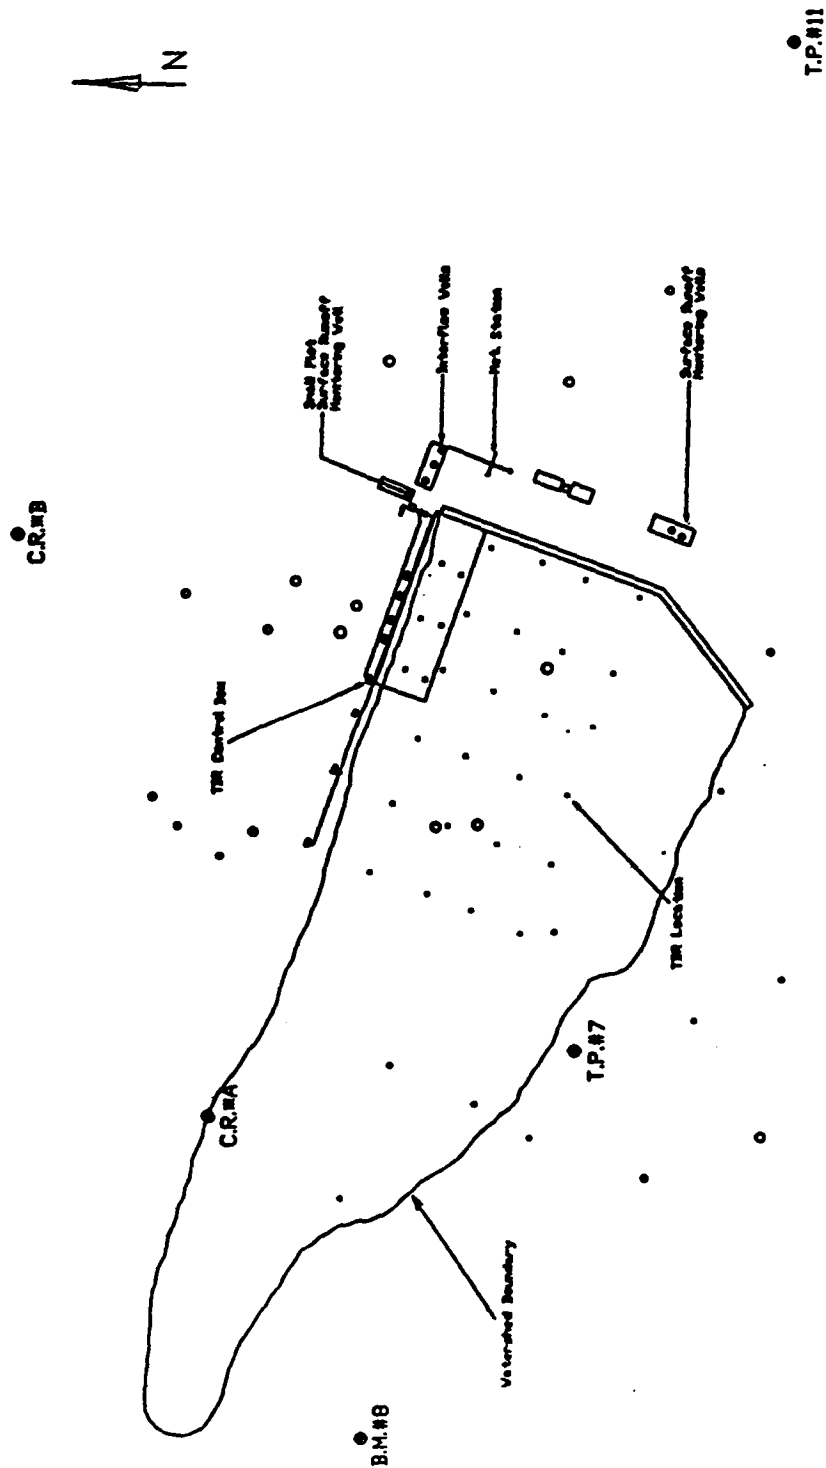 N
T.P.#11
C.R.#B
Small Plot
Surface Runoff
Monitoring Well
Interflow Wells
Met. Station
Surface Runoff
Monitoring Wells
TDR Control Box
TDR Location
T.P.#7
C.R.#A
Watershed Boundary
B.M.#8